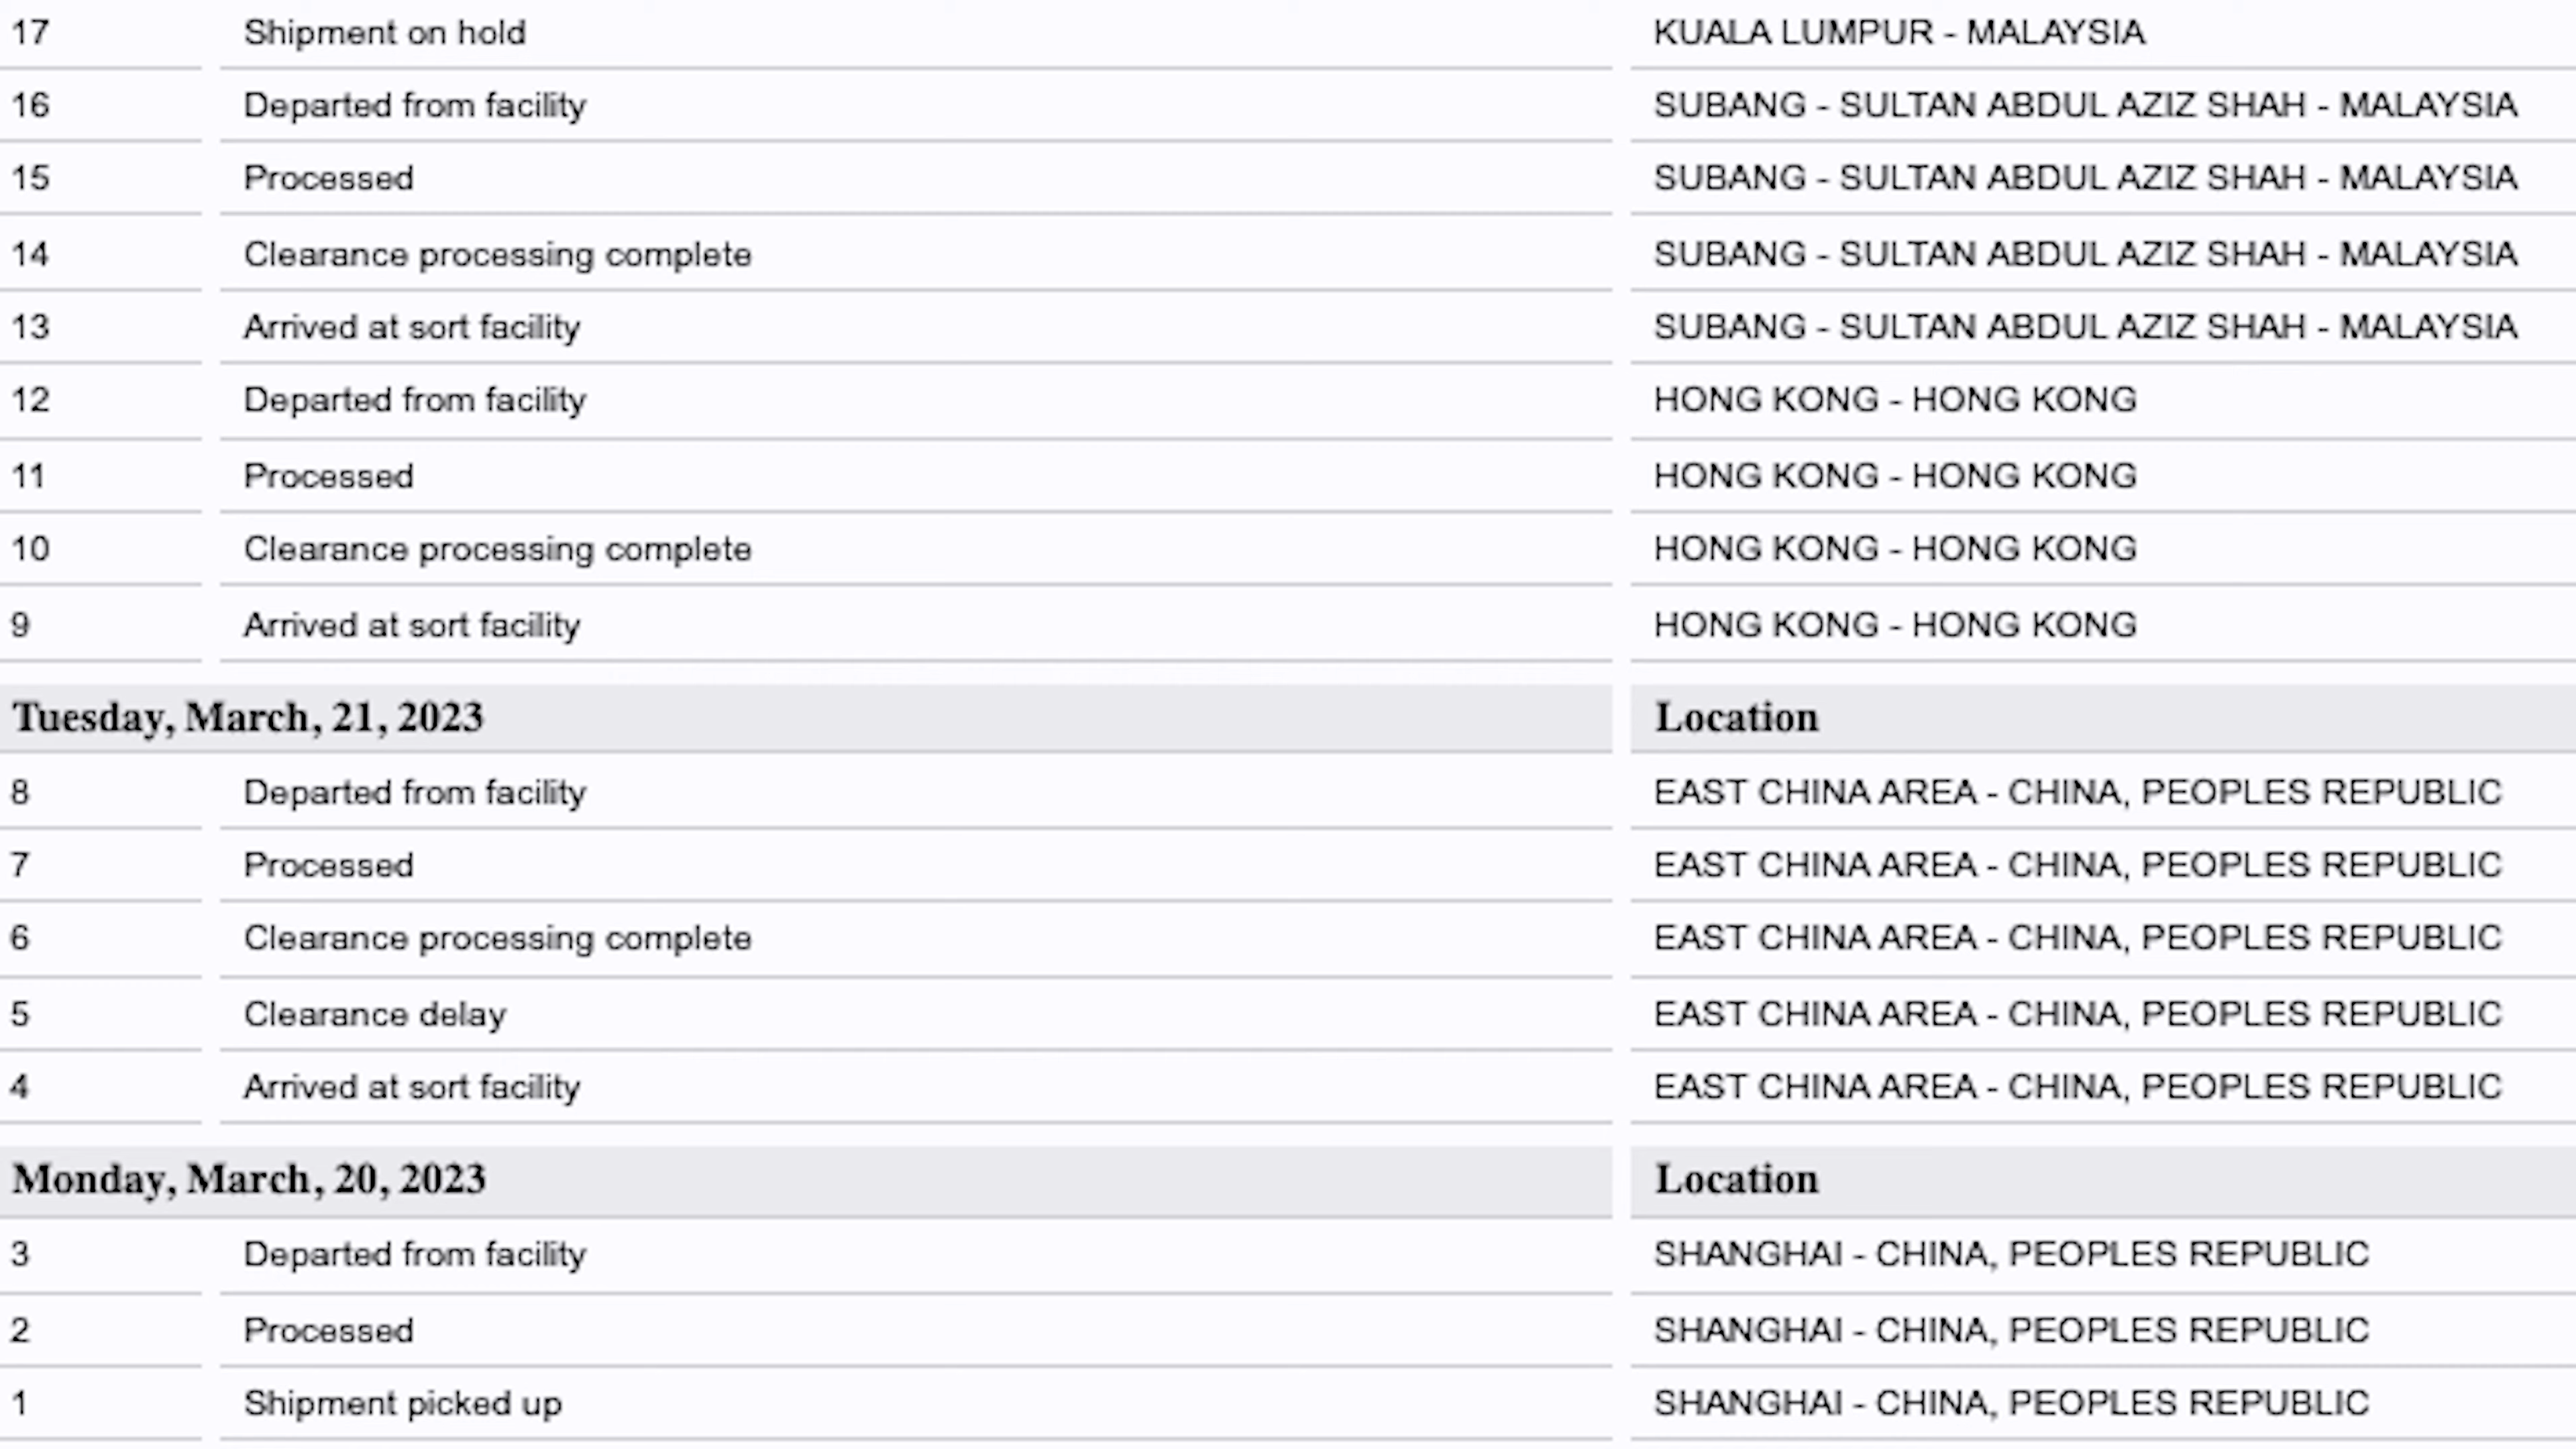 17 Shipment on hold KUALA LUMPUR - MALAYSIA
16 Departed from facility SUBANG - SULTAN ABDUL AZIZ SHAH - MALAYSIA
15 Processed SUBANG - SULTAN ABDUL AZIZ SHAH - MALAYSIA
14 Clearance processing complete SUBANG - SULTAN ABDUL AZIZ SHAH - MALAYSIA
13 Arrived at sort facility SUBANG - SULTAN ABDUL AZIZ SHAH - MALAYSIA
12 Departed from facility HONG KONG - HONG KONG
11 Processed HONG KONG - HONG KONG
10 Clearance processing complete HONG KONG - HONG KONG
9 Arrived at sort facility HONG KONG - HONG KONG
Tuesday, March, 21, 2023 Location
8 Departed from facility EAST CHINA AREA - CHINA, PEOPLES REPUBLIC
7 Processed EAST CHINA AREA - CHINA, PEOPLES REPUBLIC
6 Clearance processing complete EAST CHINA AREA - CHINA, PEOPLES REPUBLIC
5 Clearance delay EAST CHINA AREA - CHINA, PEOPLES REPUBLIC
4 Arrived at sort facility EAST CHINA AREA - CHINA, PEOPLES REPUBLIC
Monday, March, 20, 2023 Location
3 Departed from facility SHANGHAI - CHINA, PEOPLES REPUBLIC
2 Processed SHANGHAI - CHINA, PEOPLES REPUBLIC
1 Shipment picked up SHANGHAI - CHINA, PEOPLES REPUBLIC